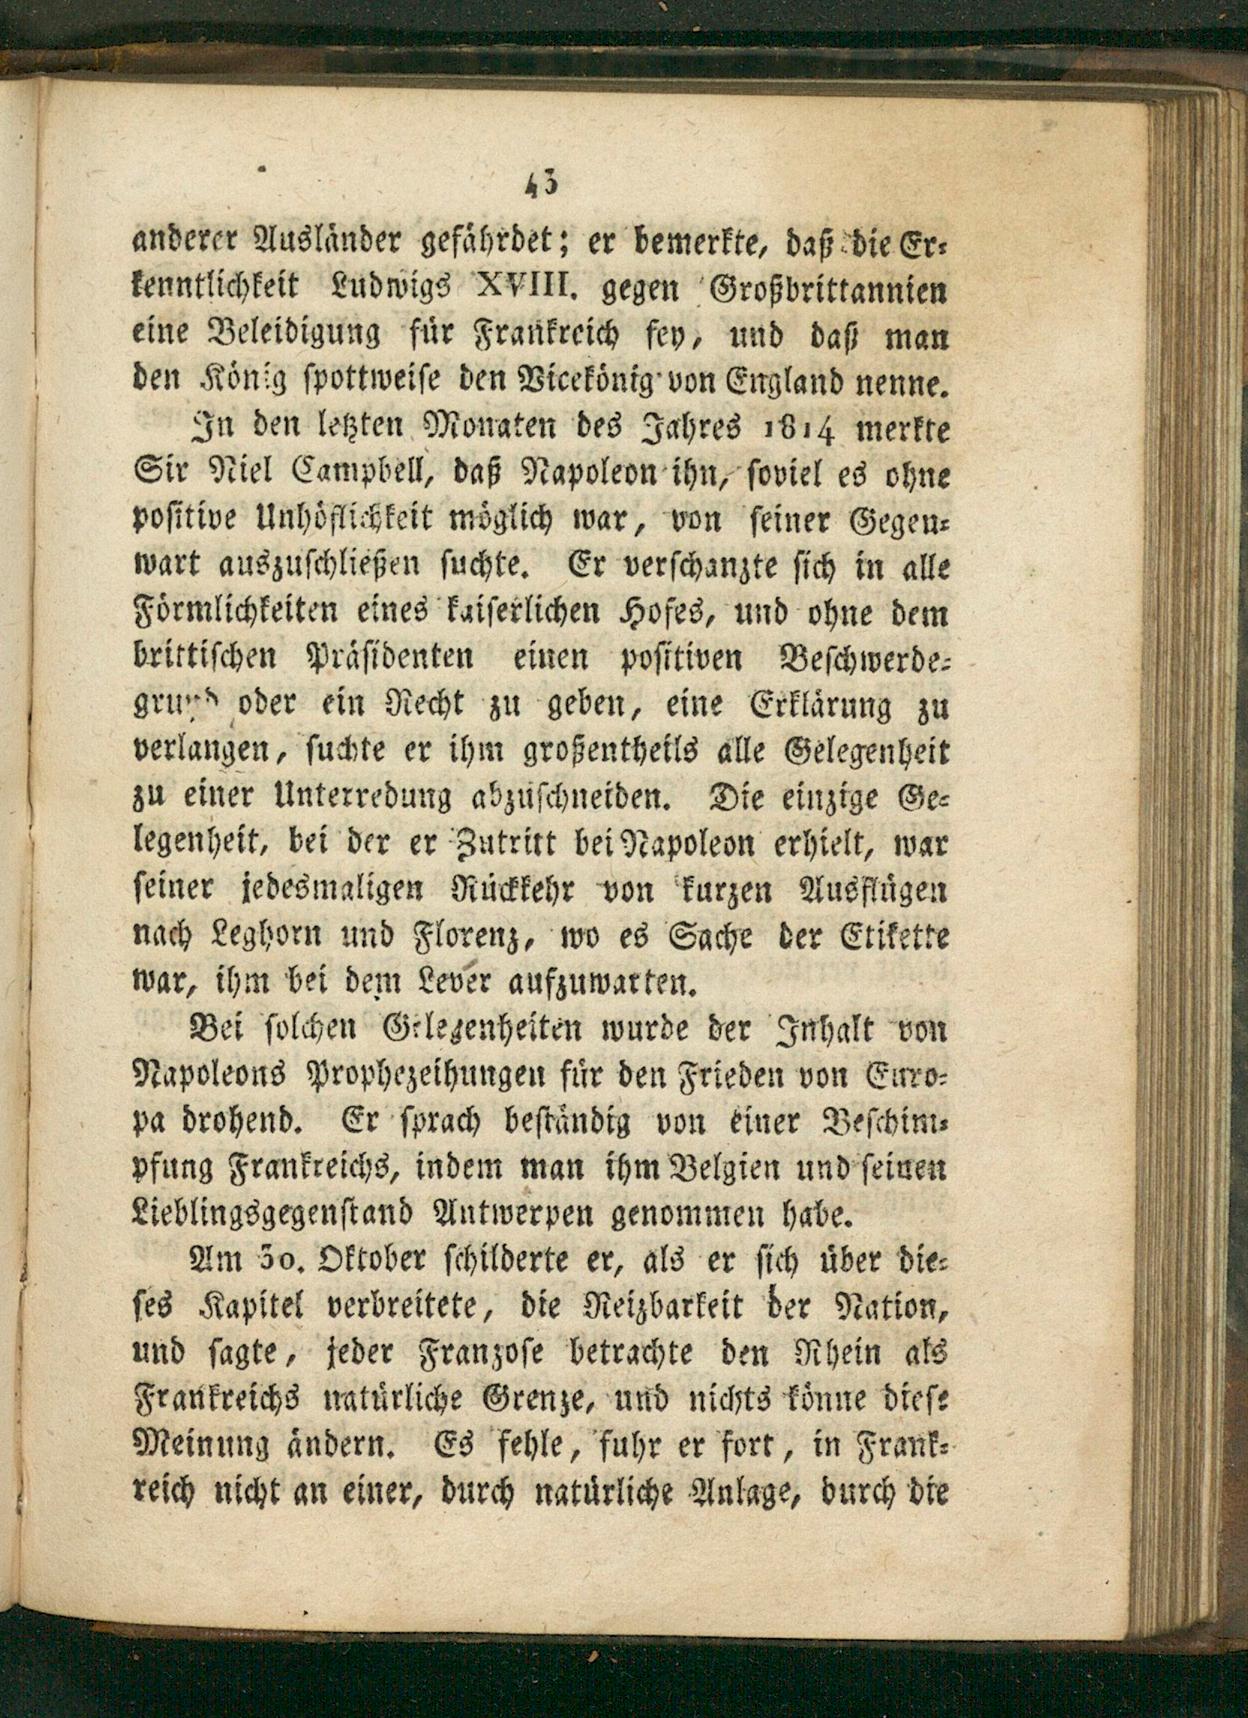 43
anderer Ausländer gefährdet; er bemerkte, daß die Er-
kenntlichkeit Ludwigs XVIII. gegen Großbrittannien
eine Beleidigung für Frankreich sey, und daß man
den König spottweise den Vicekönig von England nenne.
In den letzten Monaten des Jahres 1814 merkte
Sir Niel Campbell, daß Napoleon ihn, soviel es ohne
positive Unhöflichkeit möglich war, von seiner Gegen-
wart auszuschließen suchte. Er verschanzte sich in alle
Förmlichkeiten eines kaiserlichen Hofes, und ohne dem
brittischen Präsidenten einen positiven Beschwerde-
grund oder ein Recht zu geben, eine Erklärung zu
verlangen, suchte er ihm großentheils alle Gelegenheit
zu einer Unterredung abzuschneiden. Die einzige Ge-
legenheit, bei der er Zutritt bei Napoleon erhielt, war
seiner jedesmaligen Rückkehr von kurzen Ausflügen
nach Leghorn und Florenz, wo es Sache der Etikette
war, ihm bei dem Lever aufzuwarten.
Bei solchen Gelegenheiten wurde der Inhalt von
Napoleons Prophezeihungen für den Frieden von Euro-
pa drohend. Er sprach beständig von einer Beschim-
pfung Frankreichs, indem man ihm Belgien und seinen
Lieblingsgegenstand Antwerpen genommen habe.
Am 30. Oktober schilderte er, als er sich über die-
ses Kapitel verbreitete, die Reizbarkeit der Nation,
und sagte, jeder Franzose betrachte den Rhein als
Frankreichs natürliche Grenze, und nichts könne diese
Meinung ändern. Es fehle, fuhr er fort, in Frank-
reich nicht an einer, durch natürliche Anlage, durch die